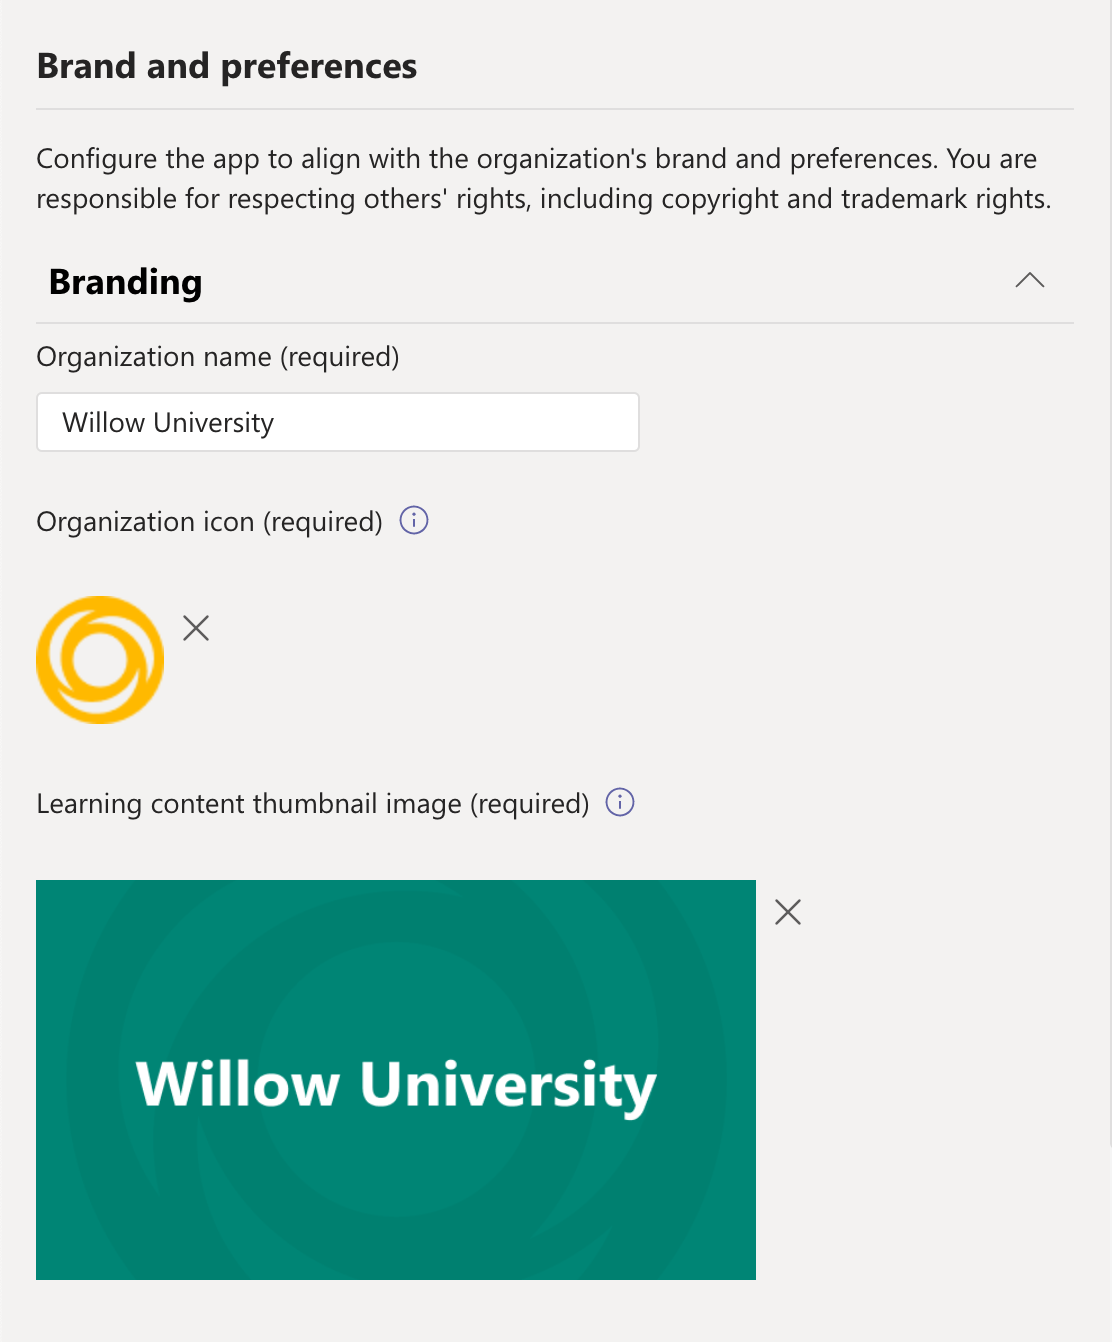 Brand and preferences
Configure the app to align with the organization's brand and preferences. You are
responsible for respecting others' rights, including copyright and trademark rights.
Branding
Organization name (required)
Willow University
Organization icon (required)
Learning content thumbnail image (required)
Willow University